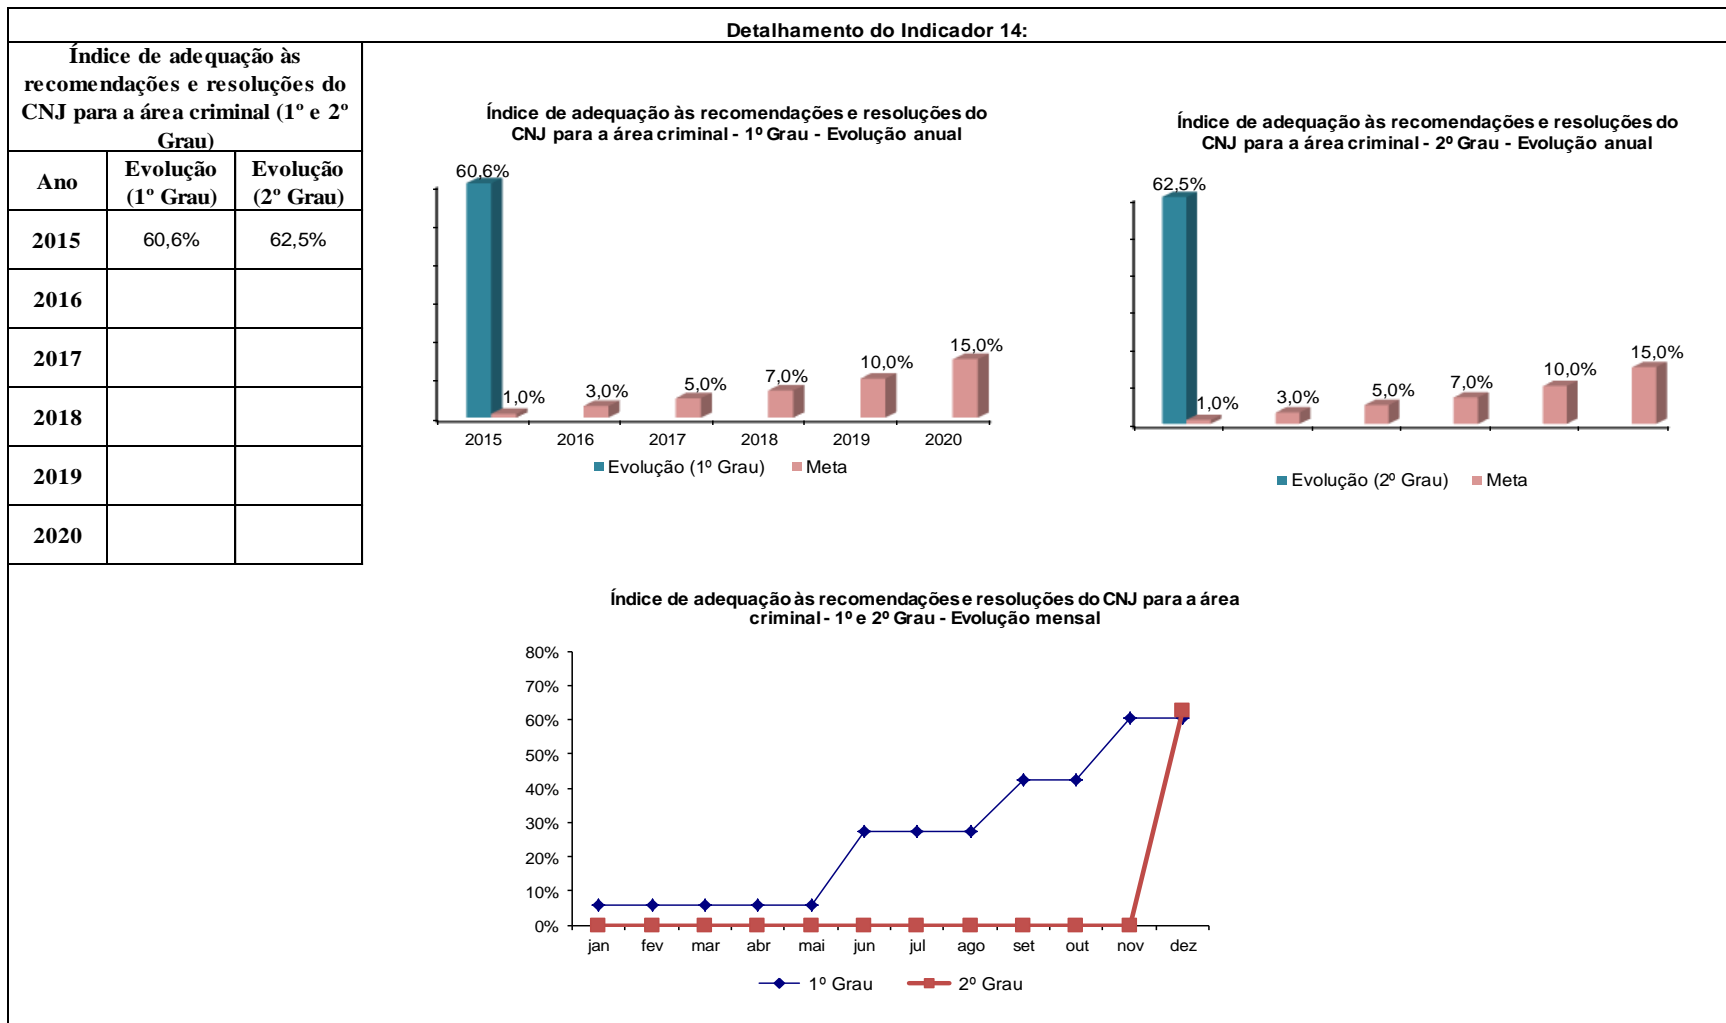 Detalhamento do Indicador 14:
Índice de adequação às
recomendações e resoluções do
CNJ para a área criminal (1º e 2º
Grau)
Ano
Evolução
(1º Grau)
Evolução
(2º Grau)
2015
60,6%
62,5%
2016
2017
2018
2019
2020
Índice de adequação às recomendações e resoluções do
CNJ para a área criminal - 1º Grau - Evolução anual
60,6%
1,0%
3,0%
5,0%
7,0%
10,0%
15,0%
2015
2016
2017
2018
2019
2020
Evolução (1º Grau)
Meta
Índice de adequação às recomendações e resoluções do
CNJ para a área criminal - 2º Grau - Evolução anual
62,5%
1,0%
3,0%
5,0%
7,0%
10,0%
15,0%
Evolução (2º Grau)
Meta
Índice de adequação às recomendações e resoluções do CNJ para a área
criminal - 1º e 2º Grau - Evolução mensal
80%
70%
60%
50%
40%
30%
20%
10%
0%
jan
fev
mar
abr
mai
jun
jul
ago
set
out
nov
dez
1º Grau
2º Grau